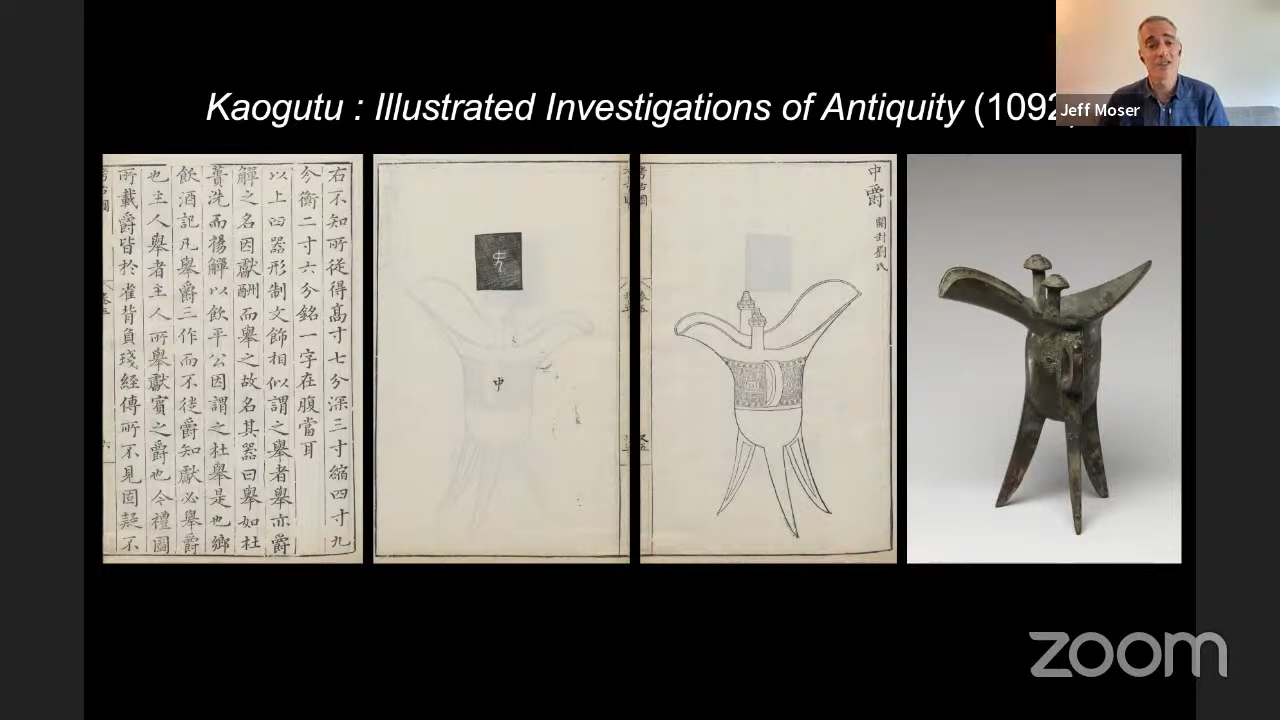 Kaogutu : Illustrated Investigations of Antiquity (1092
Jeff Moser
中爵
開封劉氏
中
右不知所從得髙寸七分深三寸縮四寸九
分衡二寸六分銘一字在腹當耳
以上曰器形制文飾相似謂之舉者舉亦爵
觶之名因獻酬而舉之故名其器曰舉如杜
蕢洗而揚觶以飲平公因謂之杜舉是也鄉
飲酒記凡舉爵三作而不徒爵知獻必舉爵
也主人舉者主人所舉獻賔之爵也令禮圖
所載爵皆於雀背負琖經傳所不見固疑不
zoom